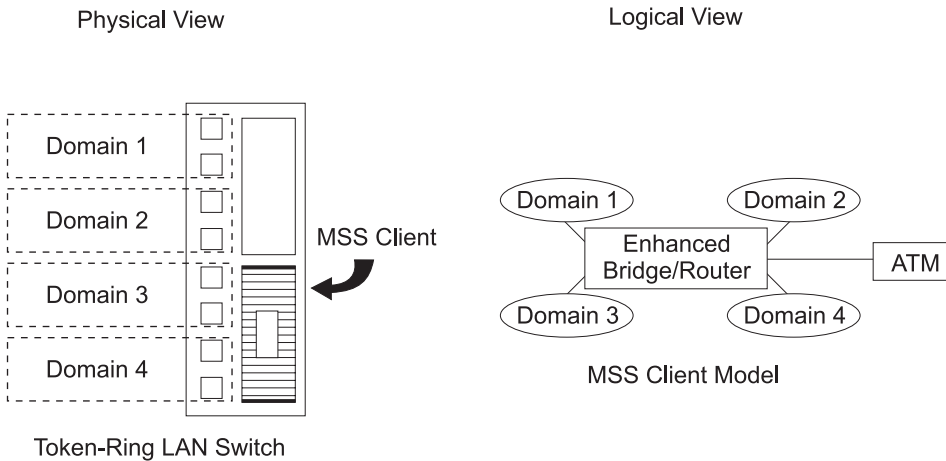 Physical View
Domain 1
Domain 2
Domain 3
Domain 4
MSS Client
Token-Ring LAN Switch
Logical View
Domain 1
Domain 2
Enhanced
Bridge/Router
ATM
Domain 3
Domain 4
MSS Client Model